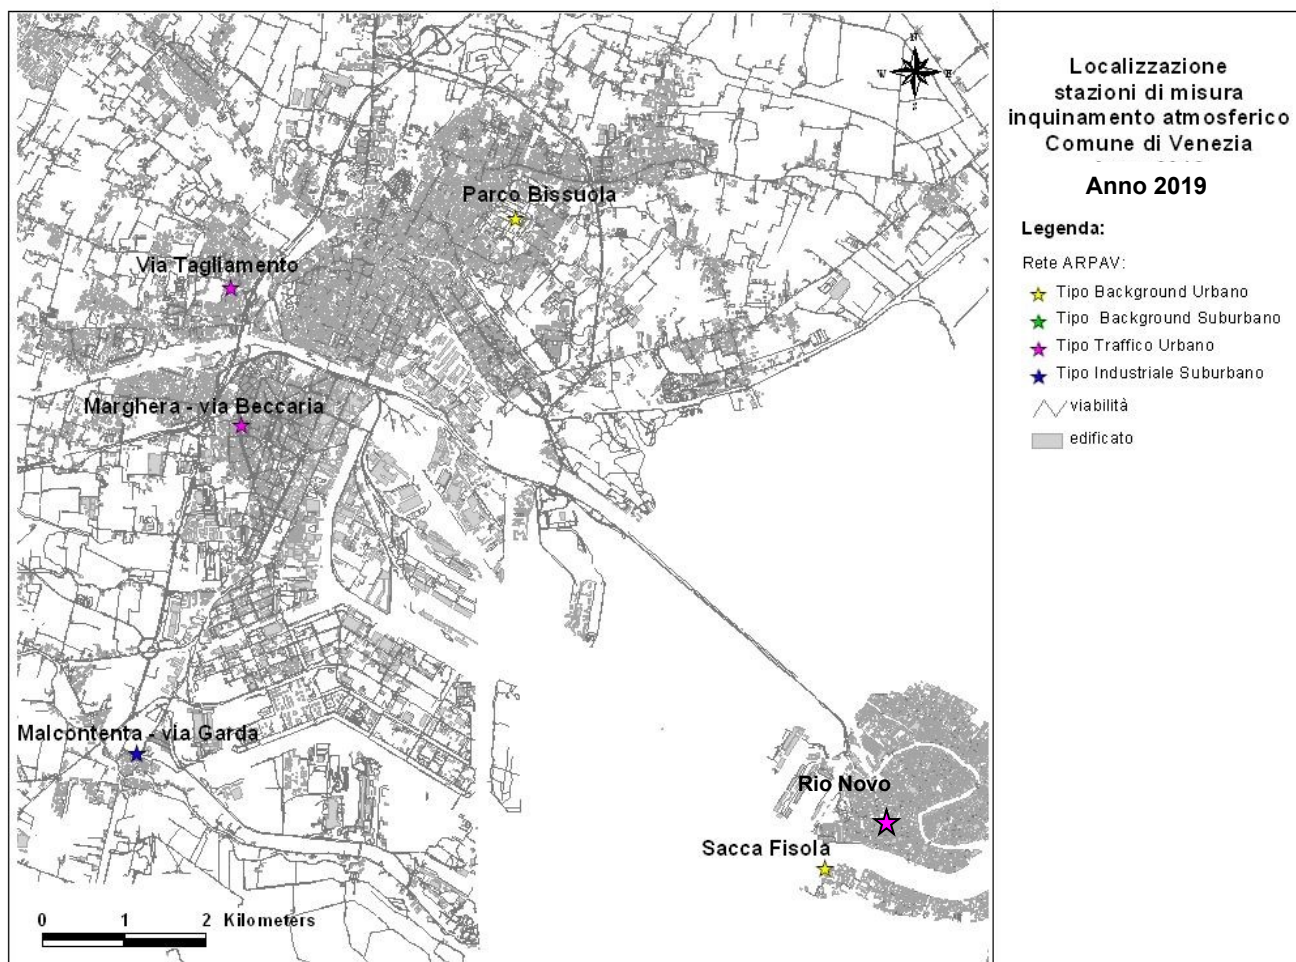 Localizzazione
stazioni di misura
inquinamento atmosferico
Comune di Venezia
Anno 2019
Legenda:
Rete ARPAV:
Tipo Background Urbano
Tipo Background Suburbano
Tipo Traffico Urbano
Tipo Industriale Suburbano
viabilità
edificato
N
W E
S
Parco Bissuola
Via Tagliamento
Marghera - via Beccaria
Malcontenta - via Garda
Rio Novo
Sacca Fisola
0 1 2 Kilometers